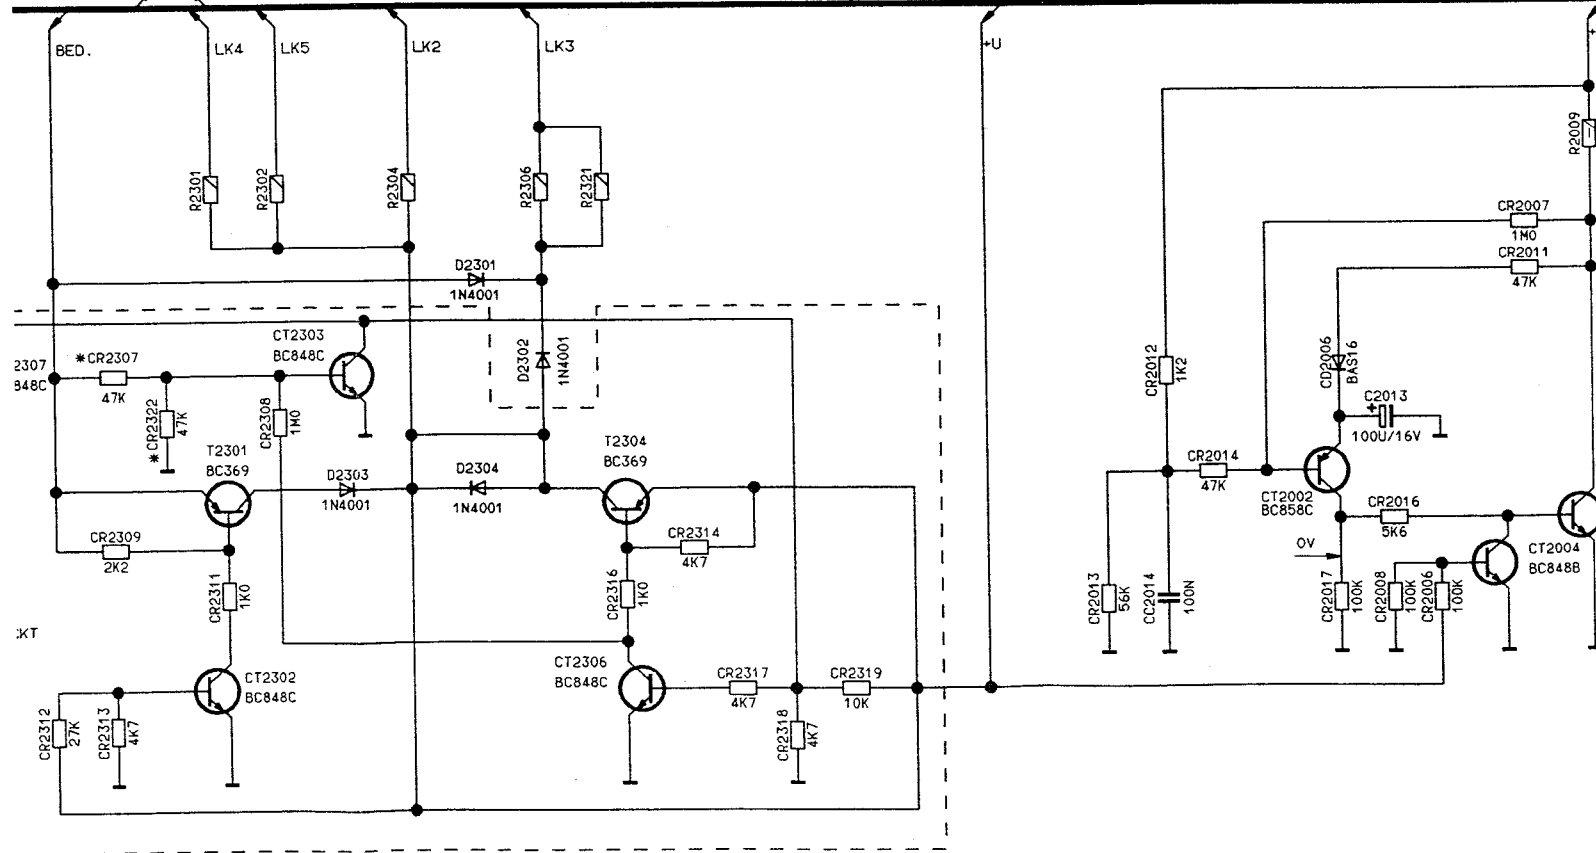 BED.
LK4
LK5
LK2
LK3
+U
+
R2301
R2302
R2304
R2306
R2321
R2009
CR2007
1M0
CR2011
47K
D2301
1N4001
D2302
1N4001
2307
848C
*CR2307
47K
*CR2322
47K
CT2303
BC848C
CR2308
1M0
CR2012
1K2
CD2006
BAS16
C2013
+
100U/16V
T2301
BC369
D2303
1N4001
D2304
1N4001
T2304
BC369
CR2014
47K
CT2002
BC858C
CR2016
5K6
CR2309
2K2
CR2314
4K7
0V
CT2004
BC848B
CR2311
1K0
CR2316
1K0
CR2013
56K
CC2014
100N
CR2017
100K
CR2008
100K
CR2006
100K
KT
CT2302
BC848C
CT2306
BC848C
CR2317
4K7
CR2319
10K
CR2312
27K
CR2313
4K7
CR2318
4K7